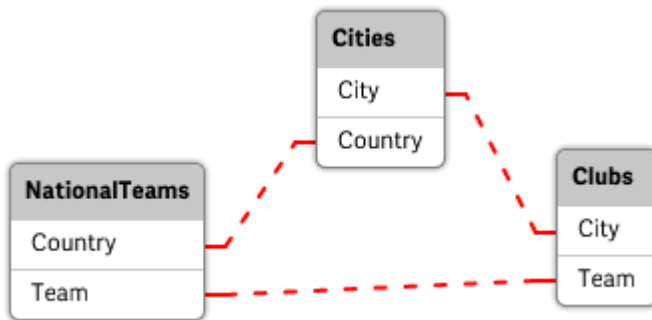 Cities
City
Country
NationalTeams
Country
Team
Clubs
City
Team